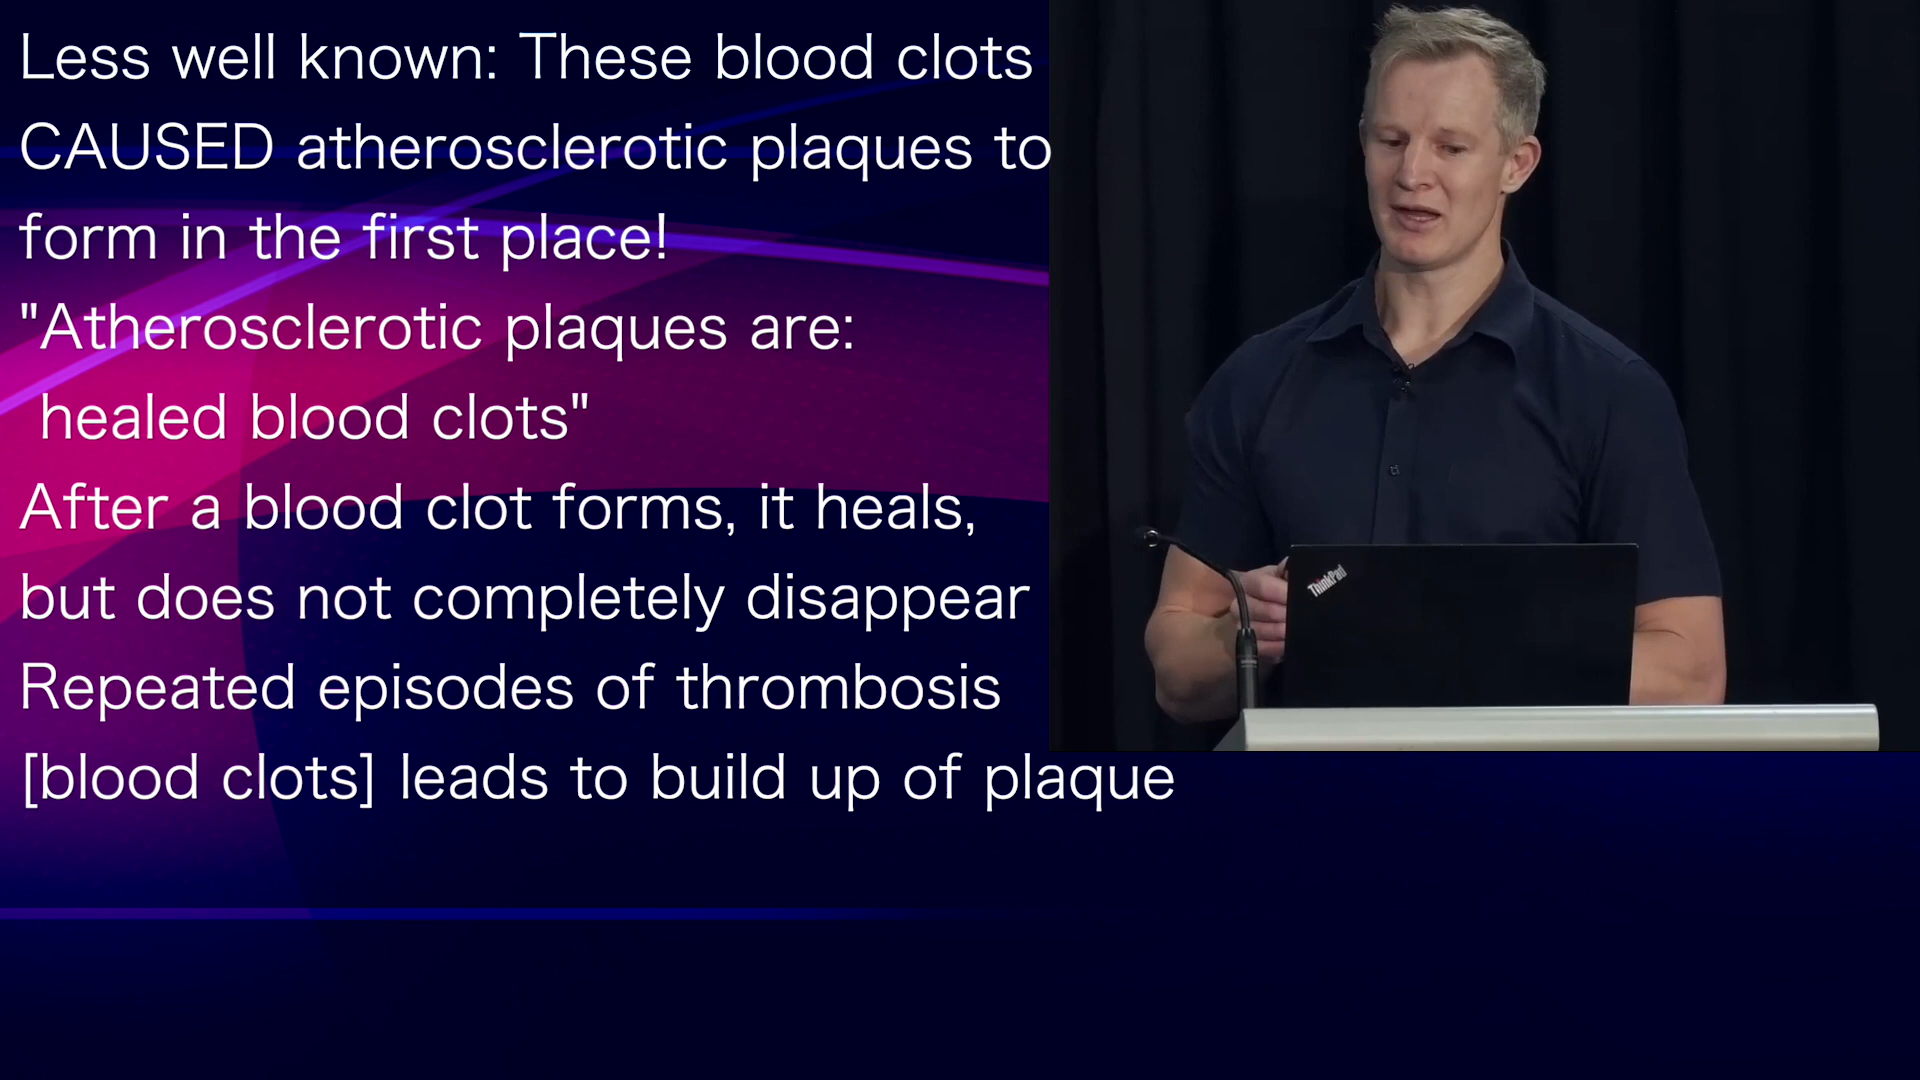 Less well known: These blood clots
CAUSED atherosclerotic plaques to
form in the first place!
"Atherosclerotic plaques are:
healed blood clots"
After a blood clot forms, it heals,
but does not completely disappear
Repeated episodes of thrombosis
[blood clots] leads to build up of plaque
ThinkPad